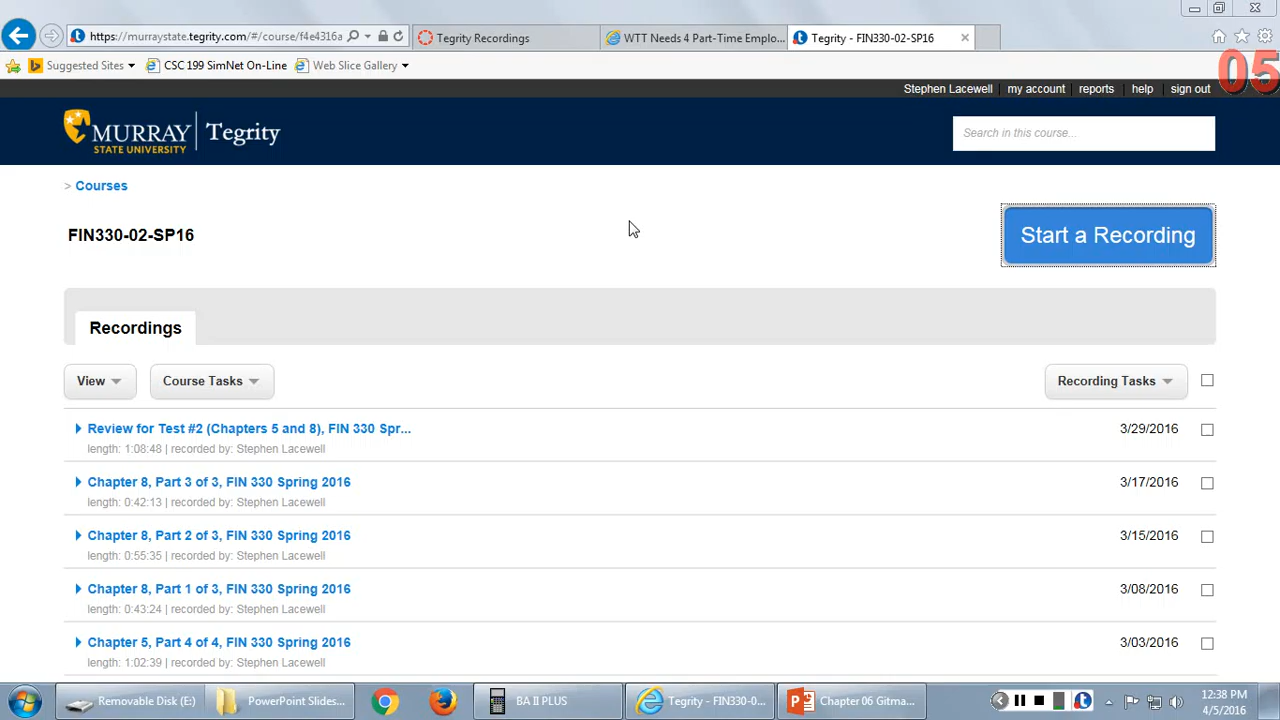 https://murraystate.tegrity.com/#/course/f4e4316a
Tegrity Recordings
WTT Needs 4 Part-Time Emplo...
Tegrity - FIN330-02-SP16
Suggested Sites
CSC 199 SimNet On-Line
Web Slice Gallery
05
Stephen Lacewell
my account
reports
help
sign out
MURRAY
STATE UNIVERSITY
Tegrity
Search in this course...
> Courses
FIN330-02-SP16
Start a Recording
Recordings
View
Course Tasks
Recording Tasks
Review for Test #2 (Chapters 5 and 8), FIN 330 Spr...
3/29/2016
length: 1:08:48 | recorded by: Stephen Lacewell
Chapter 8, Part 3 of 3, FIN 330 Spring 2016
3/17/2016
length: 0:42:13 | recorded by: Stephen Lacewell
Chapter 8, Part 2 of 3, FIN 330 Spring 2016
3/15/2016
length: 0:55:35 | recorded by: Stephen Lacewell
Chapter 8, Part 1 of 3, FIN 330 Spring 2016
3/08/2016
length: 0:43:24 | recorded by: Stephen Lacewell
Chapter 5, Part 4 of 4, FIN 330 Spring 2016
3/03/2016
length: 1:02:39 | recorded by: Stephen Lacewell
Removable Disk (E:)
PowerPoint Slides...
BA II PLUS
Tegrity - FIN330-0...
Chapter 06 Gitma...
12:38 PM
4/5/2016